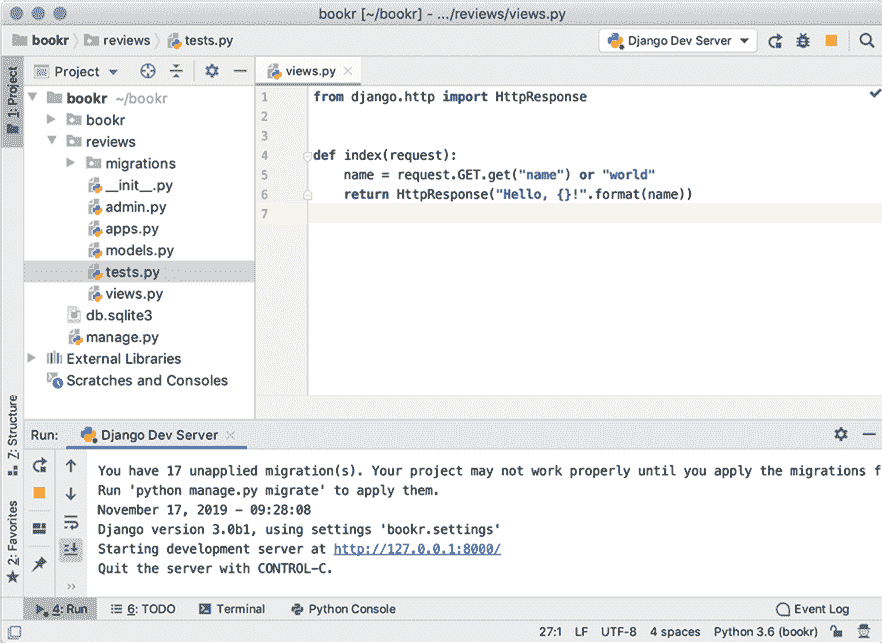 bookr [~/bookr] - .../reviews/views.py
bookr reviews tests.py
Django Dev Server
1: Project
Project
views.py
bookr ~/bookr
bookr
reviews
migrations
__init__.py
admin.py
apps.py
models.py
tests.py
views.py
db.sqlite3
manage.py
External Libraries
Scratches and Consoles
1 from django.http import HttpResponse
2
3
4 def index(request):
5 name = request.GET.get("name") or "world"
6 return HttpResponse("Hello, {}!".format(name))
7
7: Structure
2: Favorites
Run: Django Dev Server
You have 17 unapplied migration(s). Your project may not work properly until you apply the migrations f
Run 'python manage.py migrate' to apply them.
November 17, 2019 - 09:28:08
Django version 3.0b1, using settings 'bookr.settings'
Starting development server at http://127.0.0.1:8000/
Quit the server with CONTROL-C.
4: Run 6: TODO Terminal Python Console Event Log
27:1 LF UTF-8 4 spaces Python 3.6 (bookr)